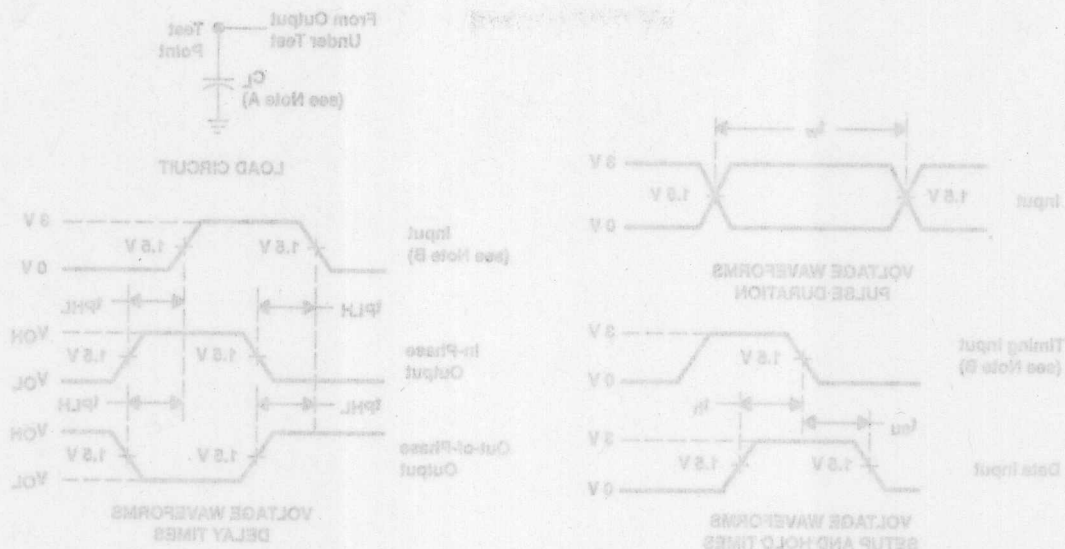 From Output
Under Test
Test
Point
CL
(see Note A)
LOAD CIRCUIT
tw
3 V
Input
1.5 V
1.5 V
0 V
VOLTAGE WAVEFORMS
PULSE DURATION
Timing Input
(see Note B)
3 V
1.5 V
0 V
tsu
th
Data Input
3 V
1.5 V
1.5 V
0 V
VOLTAGE WAVEFORMS
SETUP AND HOLD TIMES
Input
(see Note B)
3 V
1.5 V
1.5 V
0 V
tPLH
tPHL
In-Phase
Output
VOH
1.5 V
1.5 V
VOL
tPHL
tPLH
Out-of-Phase
Output
VOH
1.5 V
1.5 V
VOL
VOLTAGE WAVEFORMS
DELAY TIMES